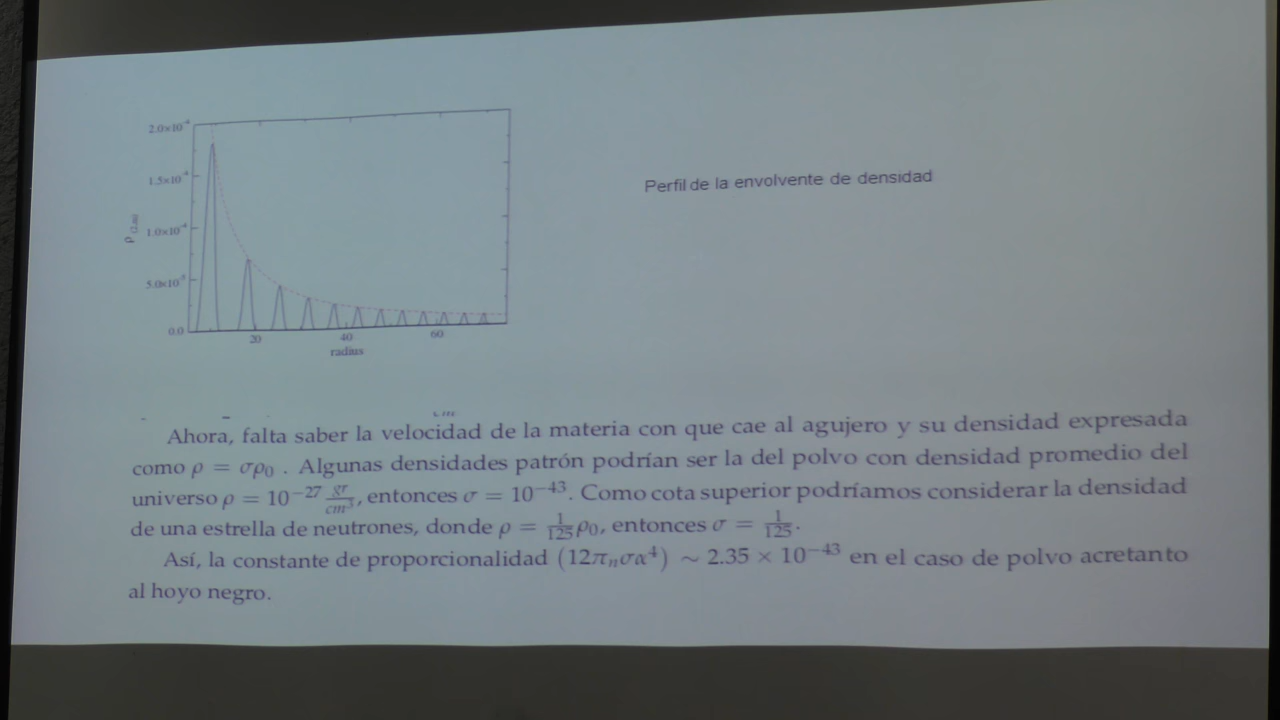 2.0×10⁻⁴
1.5×10⁻⁴
1.0×10⁻⁴
5.0×10⁻⁵
0.0
20
40
60
radius
Perfil de la envolvente de densidad
Ahora, falta saber la velocidad de la materia con que cae al agujero y su densidad expresada
como ρ = σρ₀ . Algunas densidades patrón podrían ser la del polvo con densidad promedio del
universo ρ = 10⁻²⁷ gr/cm³, entonces σ = 10⁻⁴³. Como cota superior podríamos considerar la densidad
de una estrella de neutrones, donde ρ = 1/125 ρ₀, entonces σ = 1/125.
Así, la constante de proporcionalidad (12πₙσα⁴) ∼ 2.35 × 10⁻⁴³ en el caso de polvo acretanto
al hoyo negro.